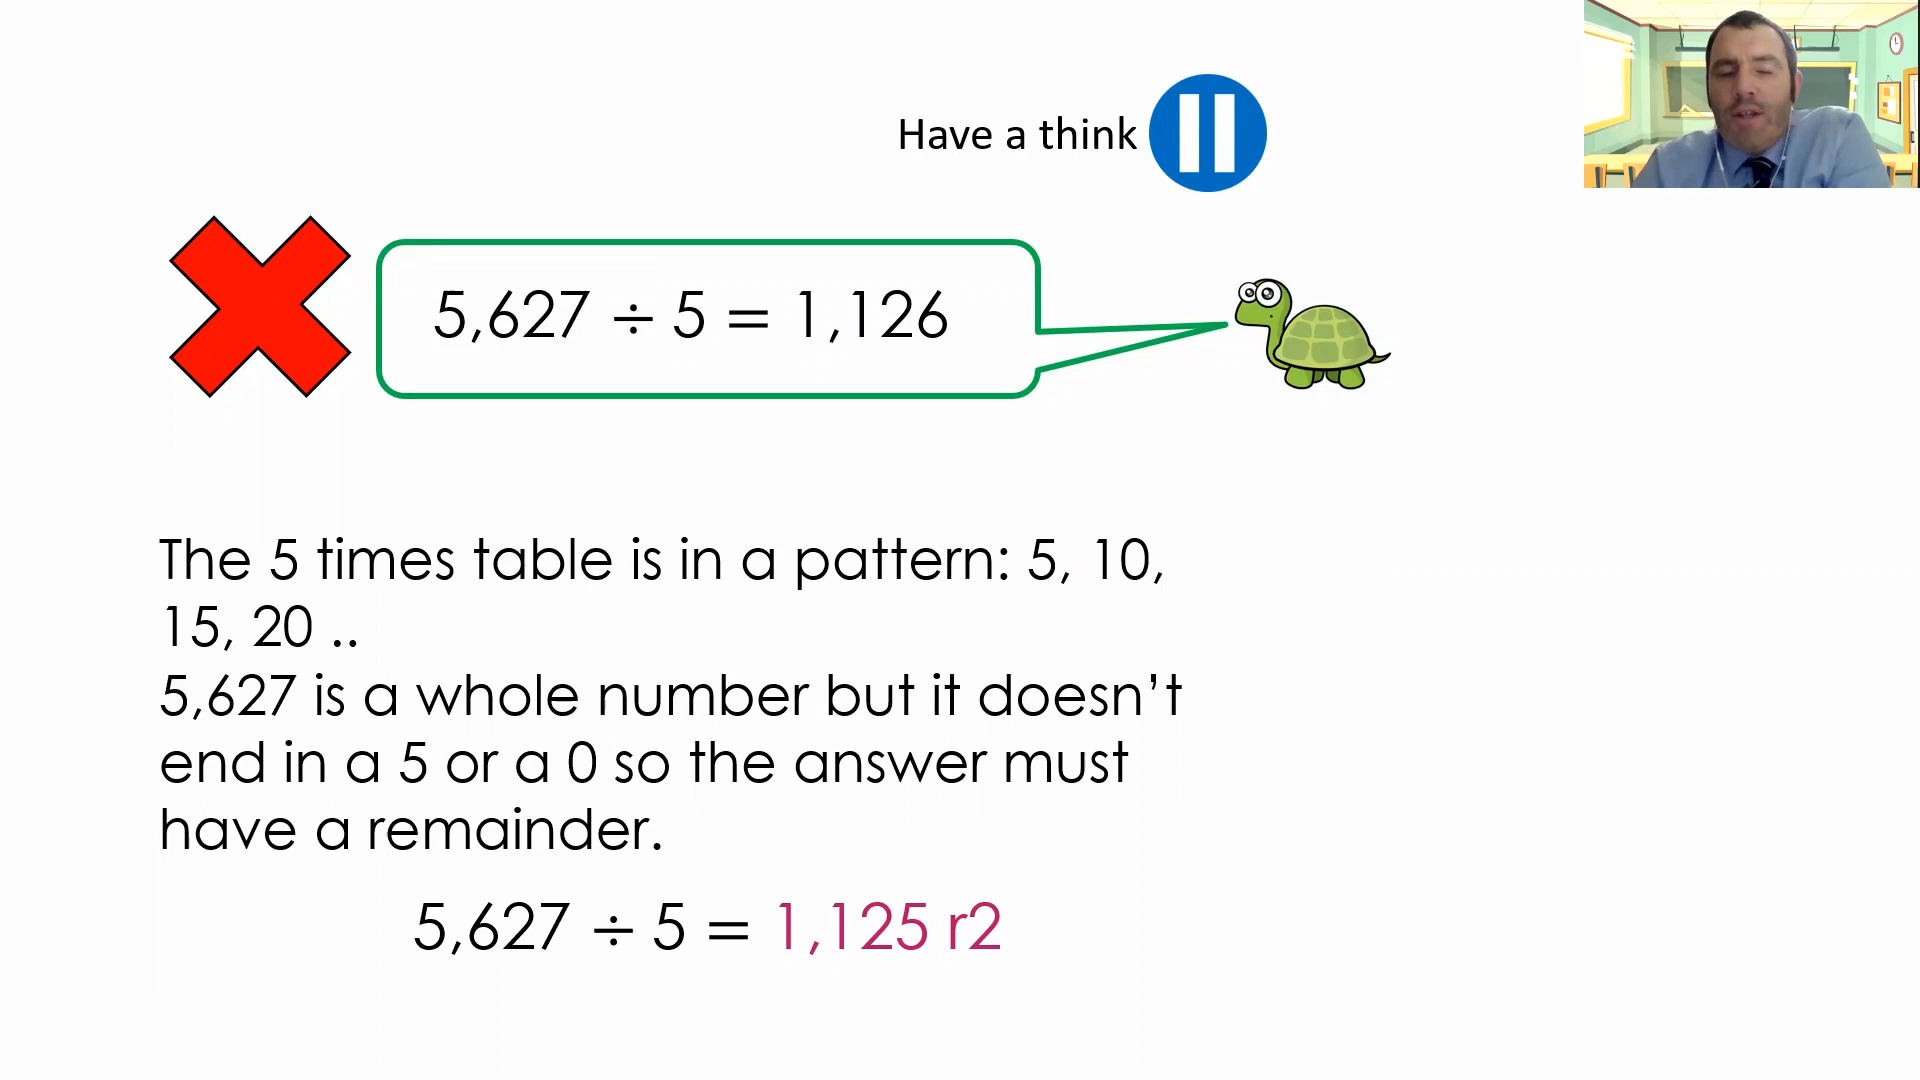 Have a think
5,627 ÷ 5 = 1,126
The 5 times table is in a pattern: 5, 10,
15, 20 ..
5,627 is a whole number but it doesn’t
end in a 5 or a 0 so the answer must
have a remainder.
5,627 ÷ 5 = 1,125 r2